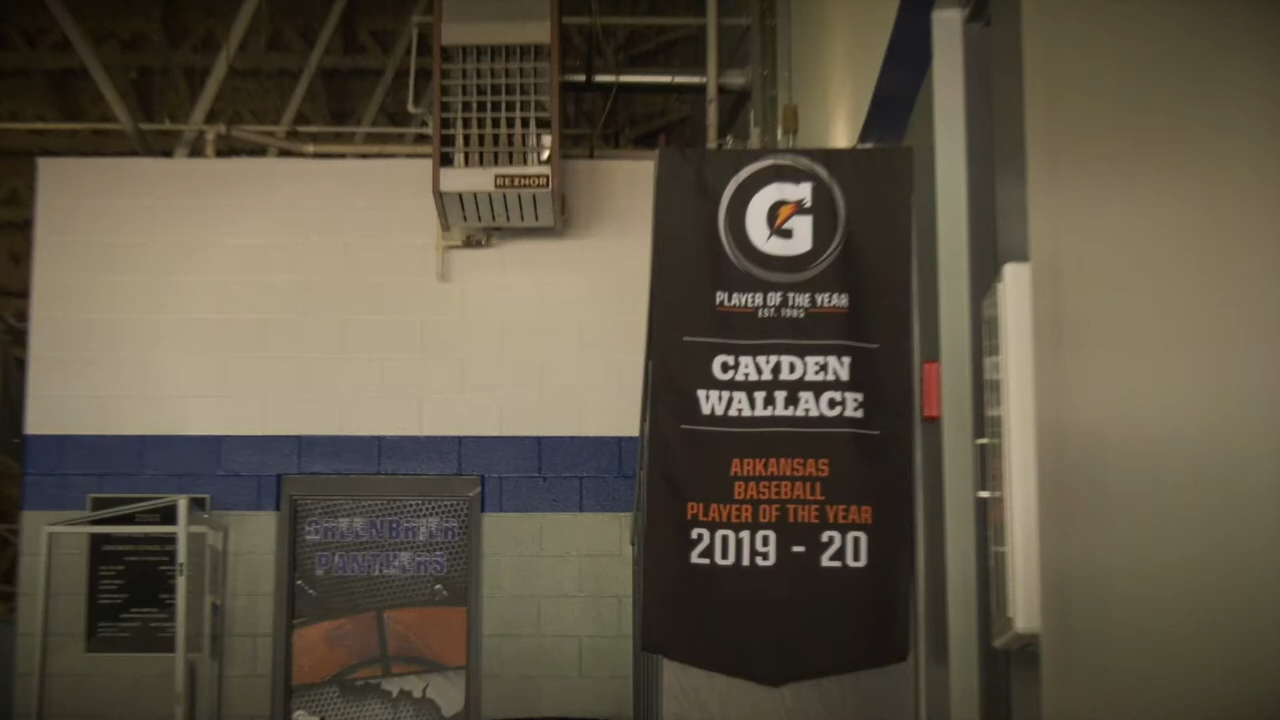 REZNOR
G
PLAYER OF THE YEAR
EST. 1985
CAYDEN
WALLACE
ARKANSAS
BASEBALL
PLAYER OF THE YEAR
2019 - 20
GREENBRIER
PANTHERS